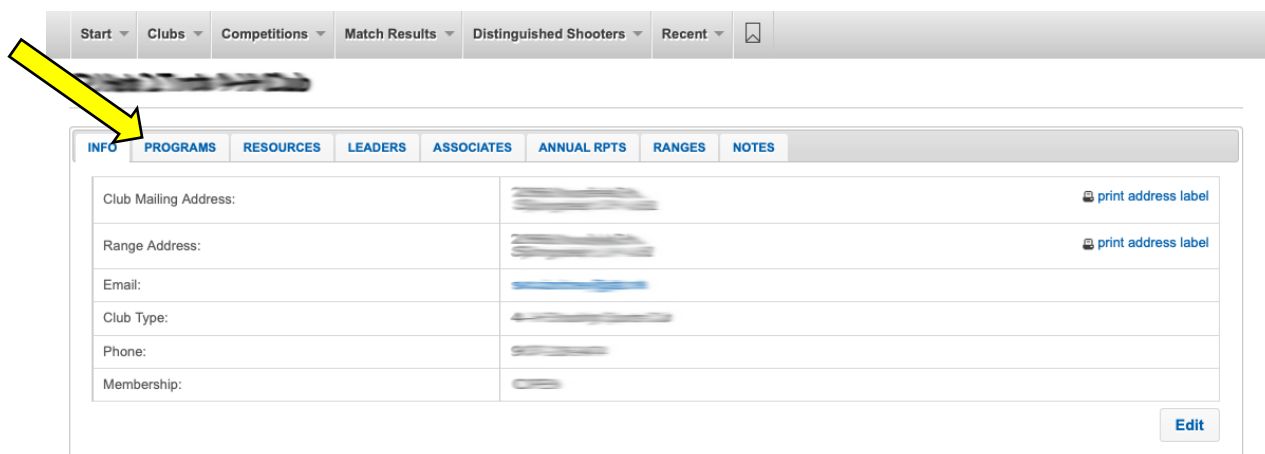 Start Clubs Competitions Match Results Distinguished Shooters Recent
INFO PROGRAMS RESOURCES LEADERS ASSOCIATES ANNUAL RPTS RANGES NOTES
Club Mailing Address: print address label
Range Address: print address label
Email:
Club Type:
Phone:
Membership:
Edit